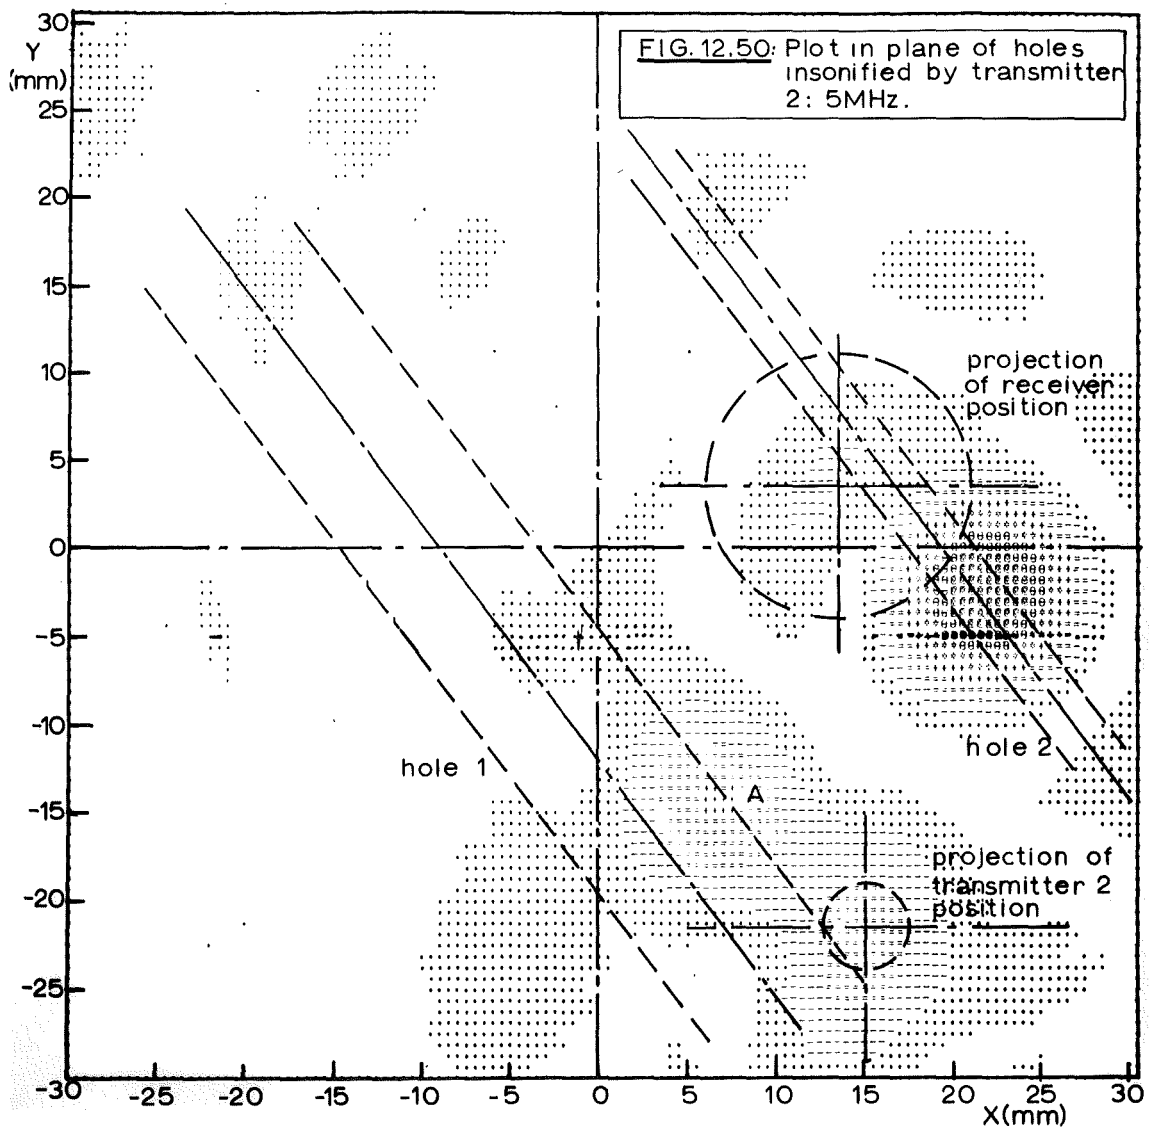 FIG. 12.50: Plot in plane of holes
insonified by transmitter
2: 5MHz.
Y
(mm)
30
25
20
15
10
5
0
-5
-10
-15
-20
-25
-30
projection
of receiver
position
hole 2
hole 1
A
projection of
transmitter 2
position
-30
-25
-20
-15
-10
-5
0
5
10
15
20
25
30
X(mm)